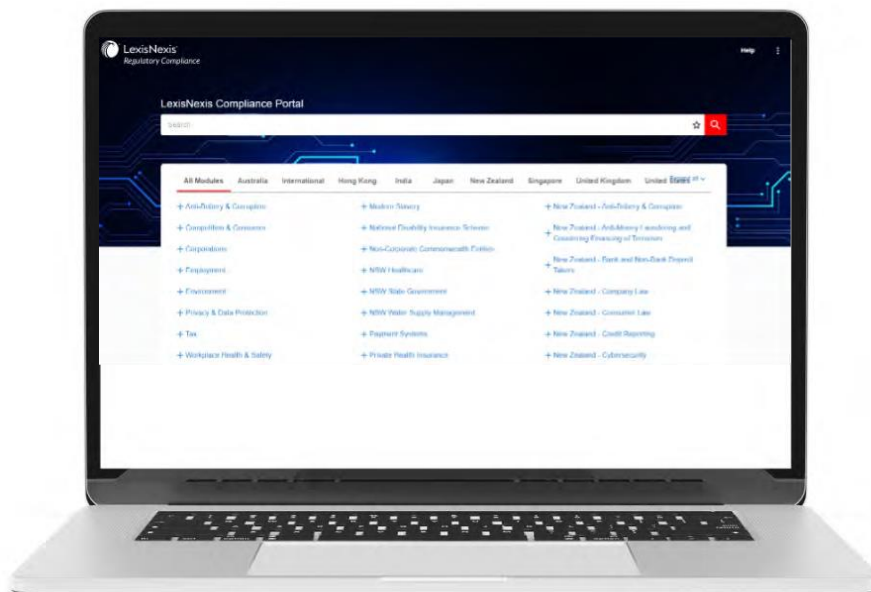 LexisNexis
Regulatory Compliance
Help
LexisNexis Compliance Portal
Search
All Modules Australia International Hong Kong India Japan New Zealand Singapore United Kingdom United States
+ Anti-Bribery & Corruption
+ Competition & Consumer
+ Corporations
+ Employment
+ Environment
+ Privacy & Data Protection
+ Tax
+ Workplace Health & Safety
+ Modern Slavery
+ National Disability Insurance Scheme
+ Non-Corporate Commonwealth Entities
+ NSW Healthcare
+ NSW State Government
+ NSW Water Supply Management
+ Payment Systems
+ Private Health Insurance
+ New Zealand - Anti-Bribery & Corruption
+ New Zealand - Anti-Money Laundering and
Countering Financing of Terrorism
+ New Zealand - Bank and Non-Bank Deposit
Takers
+ New Zealand - Company Law
+ New Zealand - Consumer Law
+ New Zealand - Credit Reporting
+ New Zealand - Cybersecurity